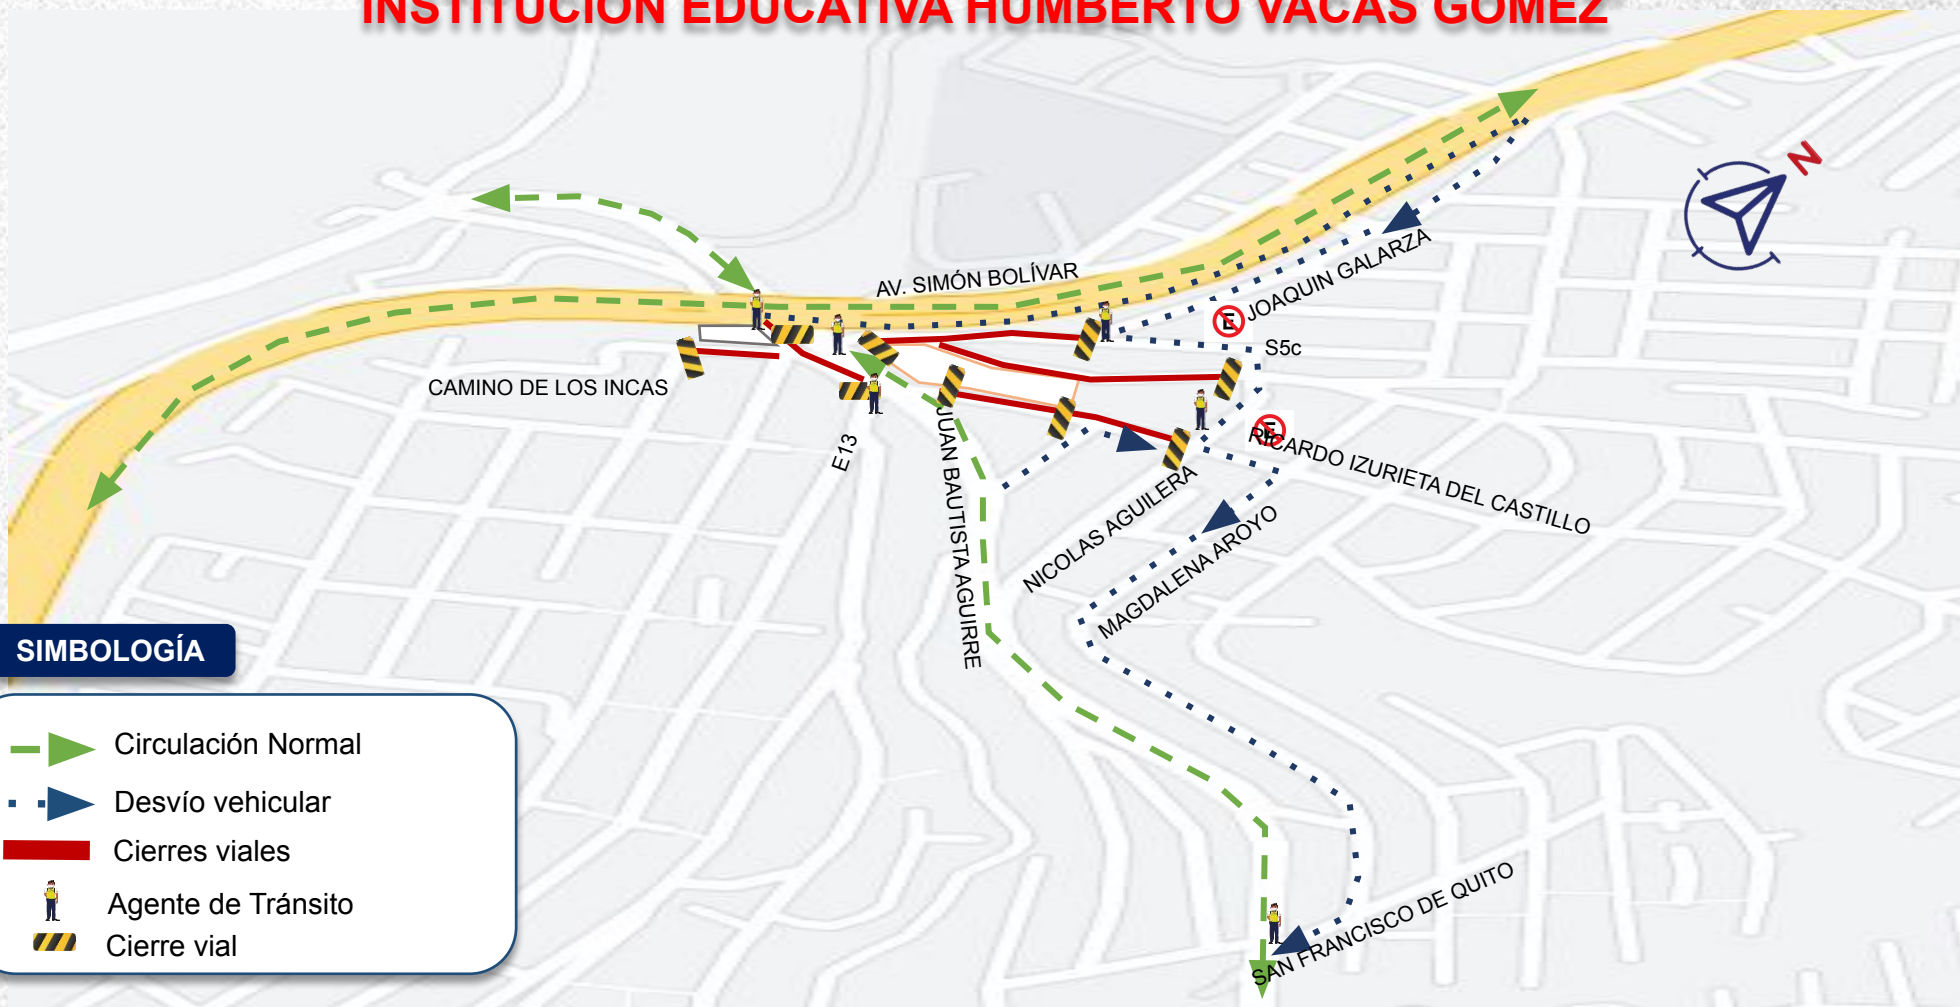 INSTITUCIÓN EDUCATIVA HUMBERTO VACAS GÓMEZ
N
AV. SIMÓN BOLÍVAR
JOAQUIN GALARZA
E
S5c
CAMINO DE LOS INCAS
E
RICARDO IZURIETA DEL CASTILLO
E13
JUAN BAUTISTA AGUIRRE
NICOLAS AGUILERA
MAGDALENA AROYO
SAN FRANCISCO DE QUITO
SIMBOLOGÍA
Circulación Normal
Desvío vehicular
Cierres viales
Agente de Tránsito
Cierre vial